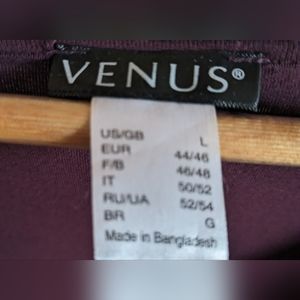 VENUS®
US/GB L
EUR 44/46
F/B 46/48
IT 50/52
RU/UA 52/54
BR G
Made in Bangladesh